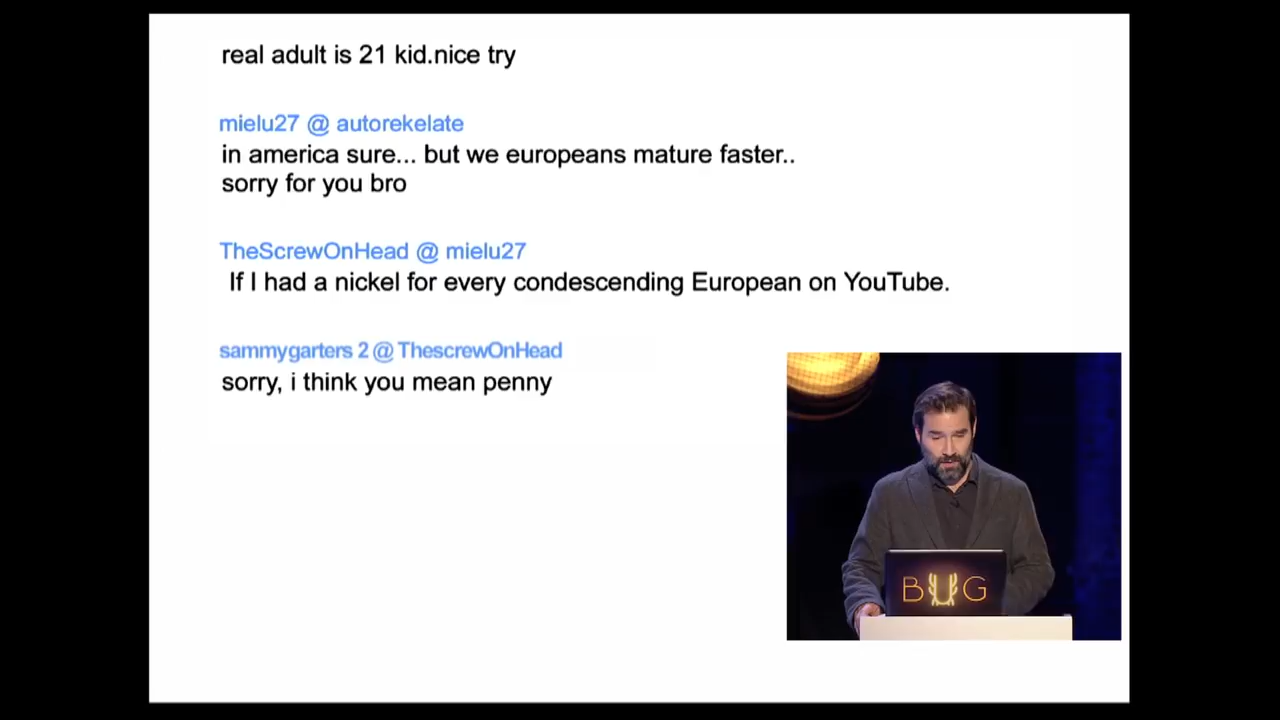 real adult is 21 kid.nice try
mielu27 @ autorekelate
in america sure... but we europeans mature faster..
sorry for you bro
TheScrewOnHead @ mielu27
If I had a nickel for every condescending European on YouTube.
sammygarters 2 @ ThescrewOnHead
sorry, i think you mean penny
BUG